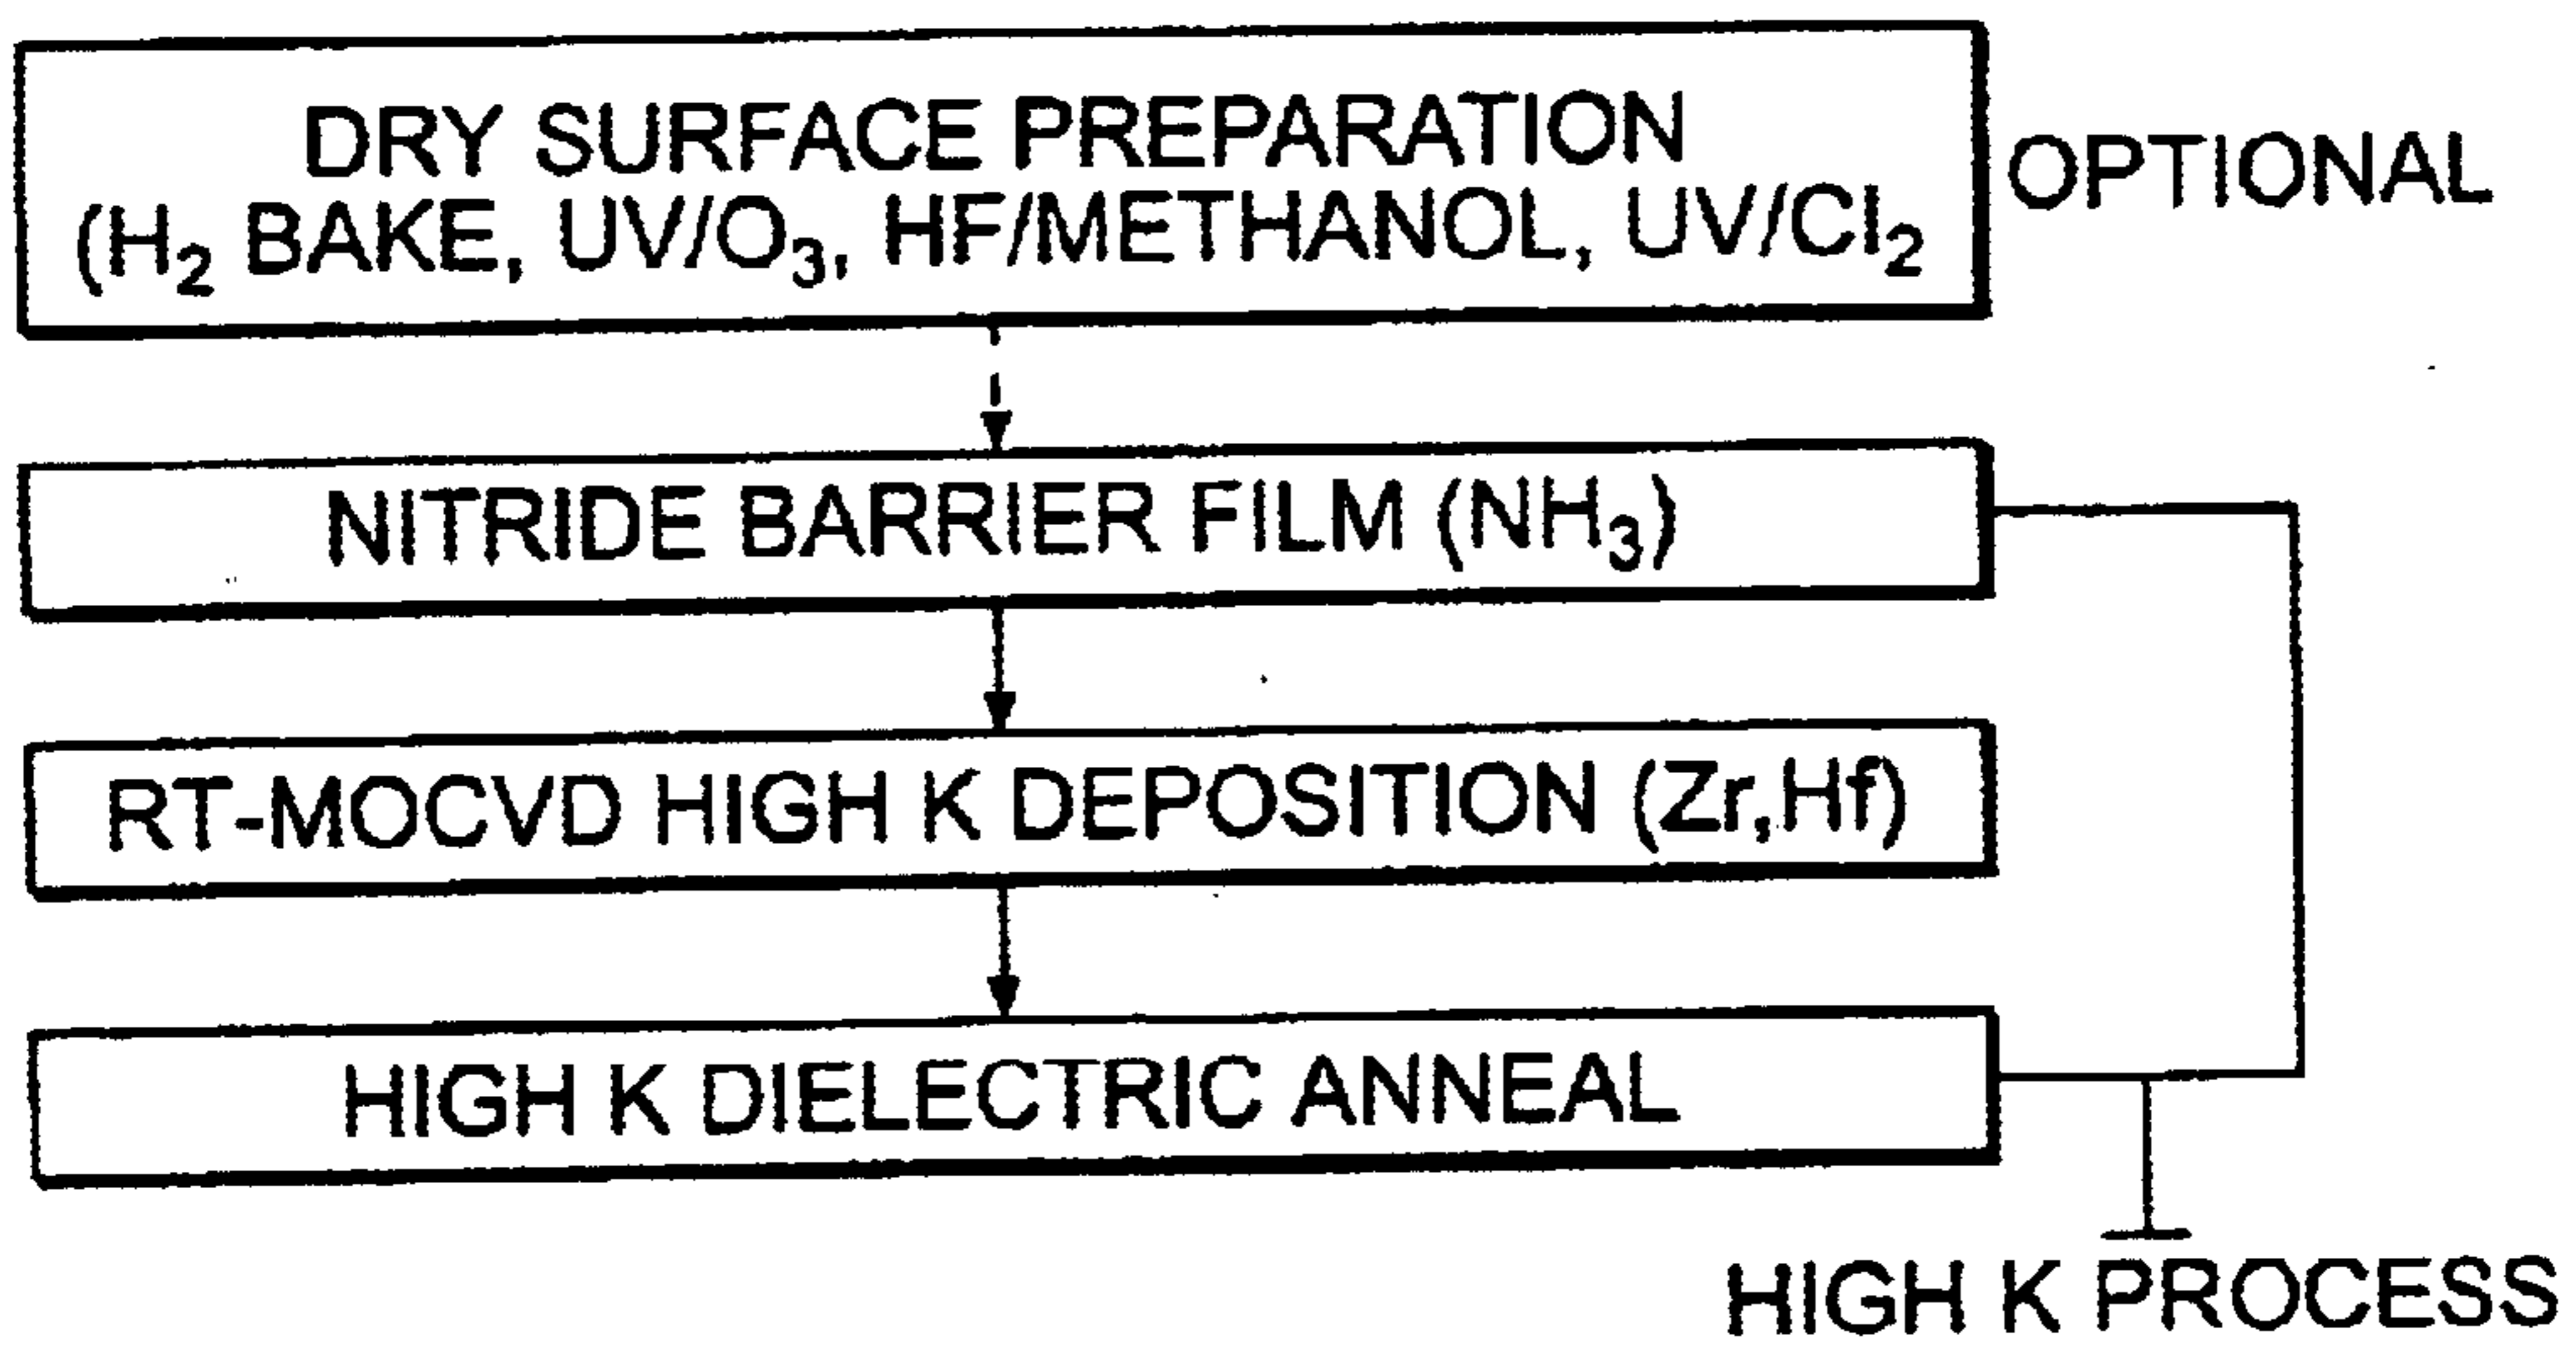 DRY SURFACE PREPARATION
(H₂ BAKE, UV/O₃, HF/METHANOL, UV/Cl₂
OPTIONAL
NITRIDE BARRIER FILM (NH₃)
RT-MOCVD HIGH K DEPOSITION (Zr,Hf)
HIGH K DIELECTRIC ANNEAL
HIGH K PROCESS